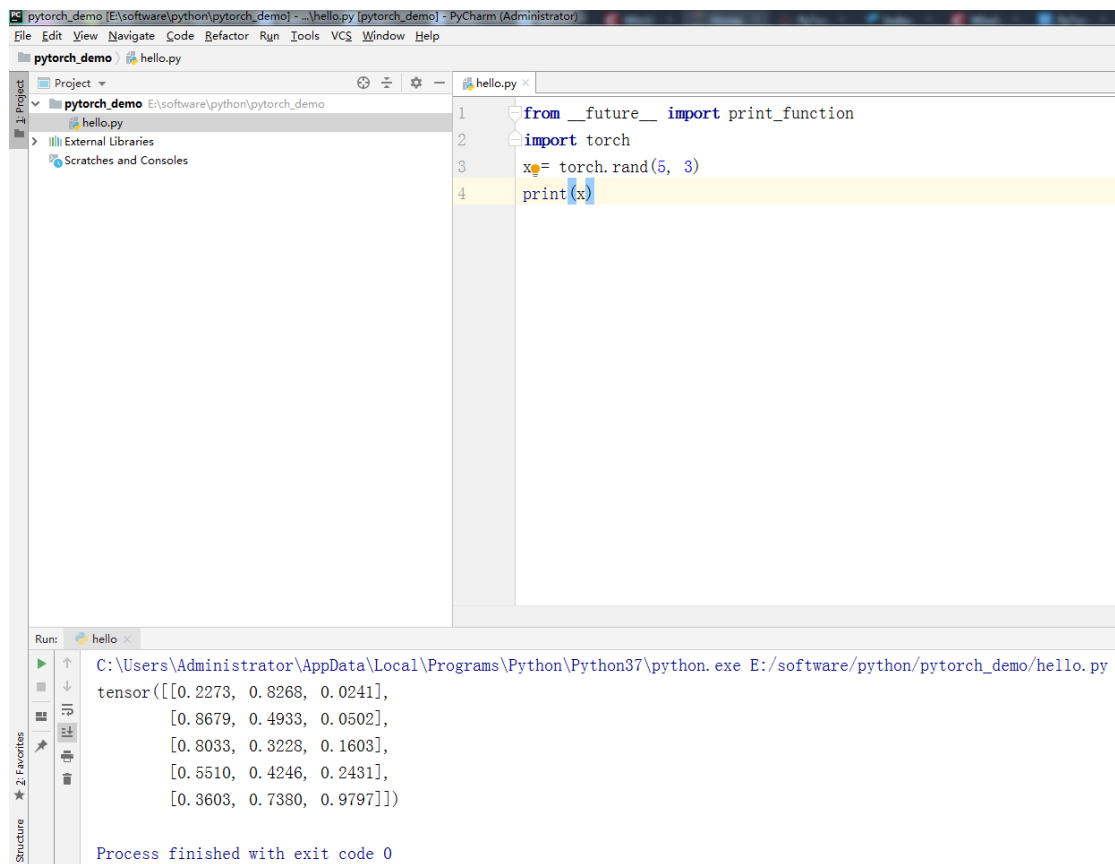 PC pytorch_demo [E:\software\python\pytorch_demo] - ...\hello.py [pytorch_demo] - PyCharm (Administrator)
File Edit View Navigate Code Refactor Run Tools VCS Window Help
pytorch_demo hello.py
1: Project
Project
hello.py
pytorch_demo E:\software\python\pytorch_demo
hello.py
External Libraries
Scratches and Consoles
1 from __future__ import print_function
2 import torch
3 x = torch.rand(5, 3)
4 print(x)
Run: hello
C:\Users\Administrator\AppData\Local\Programs\Python\Python37\python.exe E:/software/python/pytorch_demo/hello.py
tensor([[0.2273, 0.8268, 0.0241],
[0.8679, 0.4933, 0.0502],
[0.8033, 0.3228, 0.1603],
[0.5510, 0.4246, 0.2431],
[0.3603, 0.7380, 0.9797]])
Process finished with exit code 0
2: Favorites
Structure